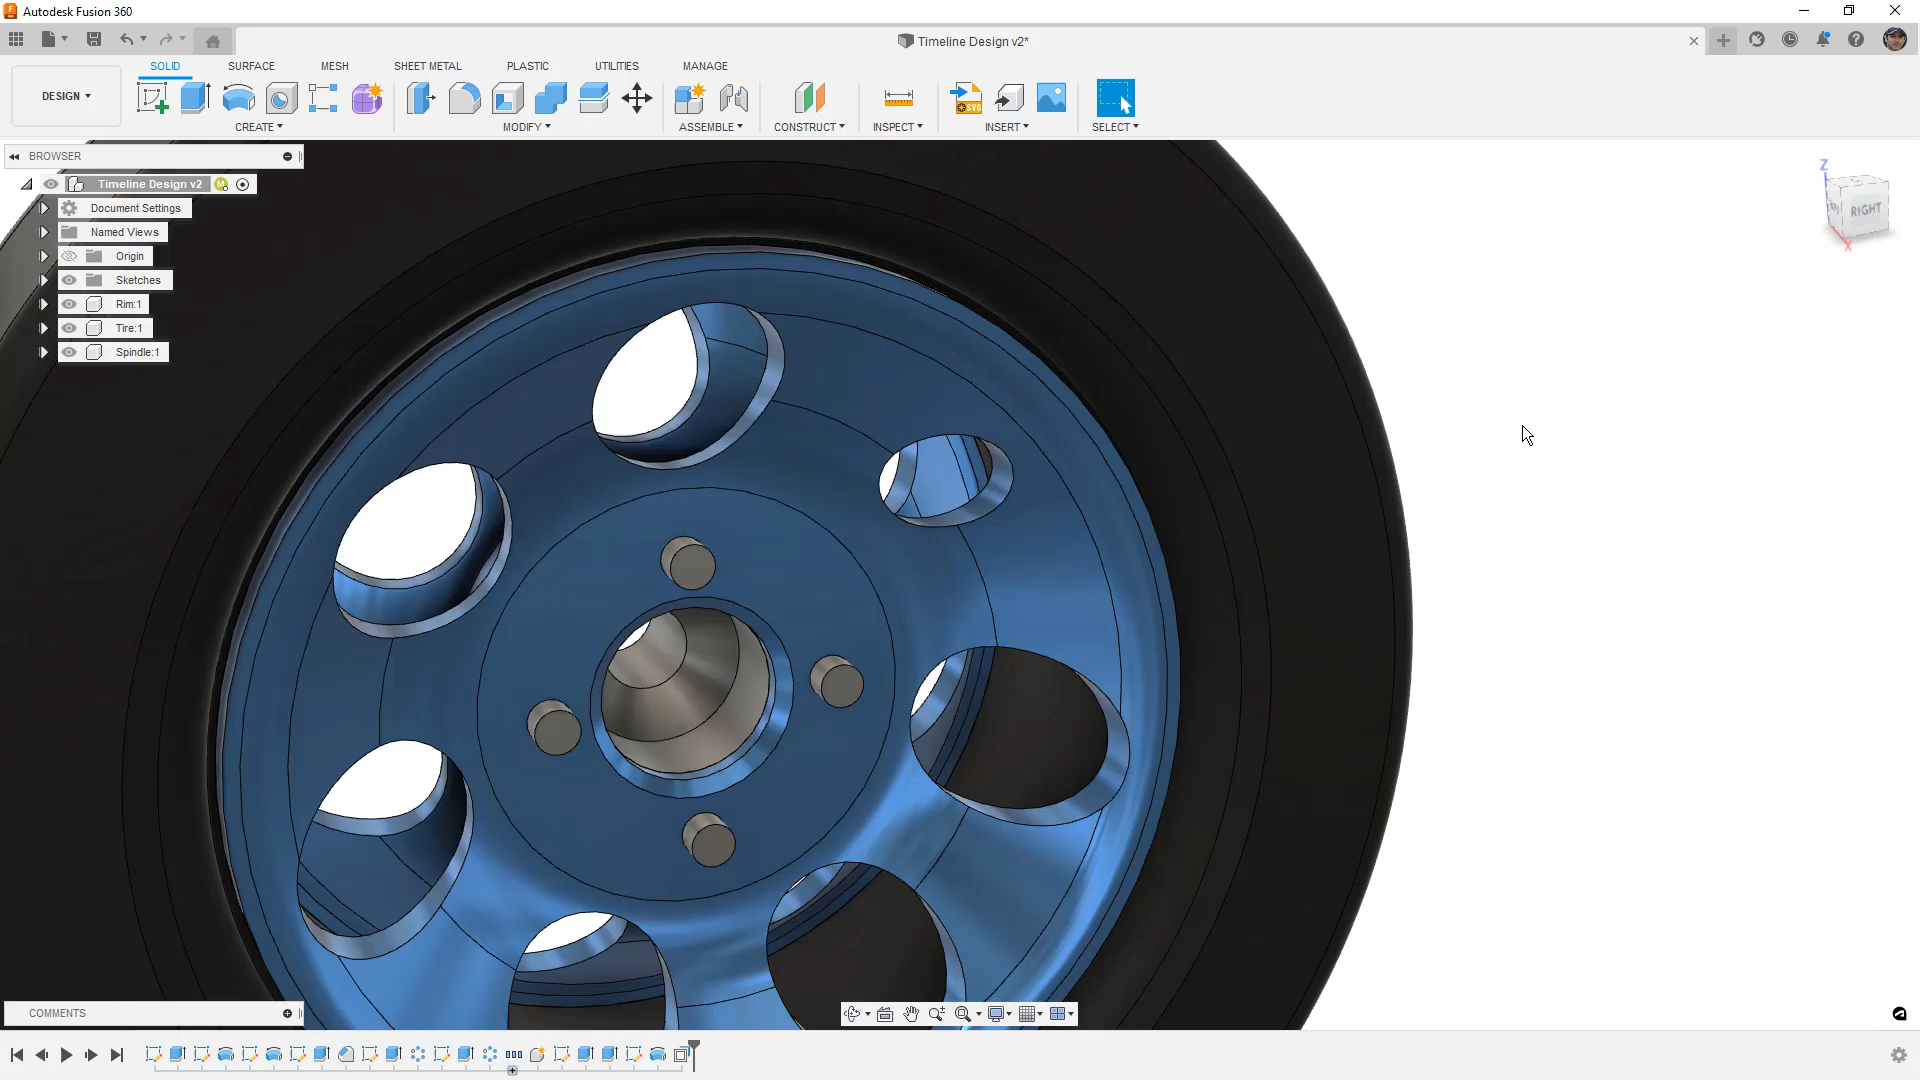 Autodesk Fusion 360
Timeline Design v2*
SOLID SURFACE MESH SHEET METAL PLASTIC UTILITIES MANAGE
DESIGN
CREATE MODIFY ASSEMBLE CONSTRUCT INSPECT INSERT SELECT
SVG
BROWSER
Timeline Design v2 M
Document Settings
Named Views
Origin
Sketches
Rim:1
Tire:1
Spindle:1
Z
RIGHT
X
COMMENTS